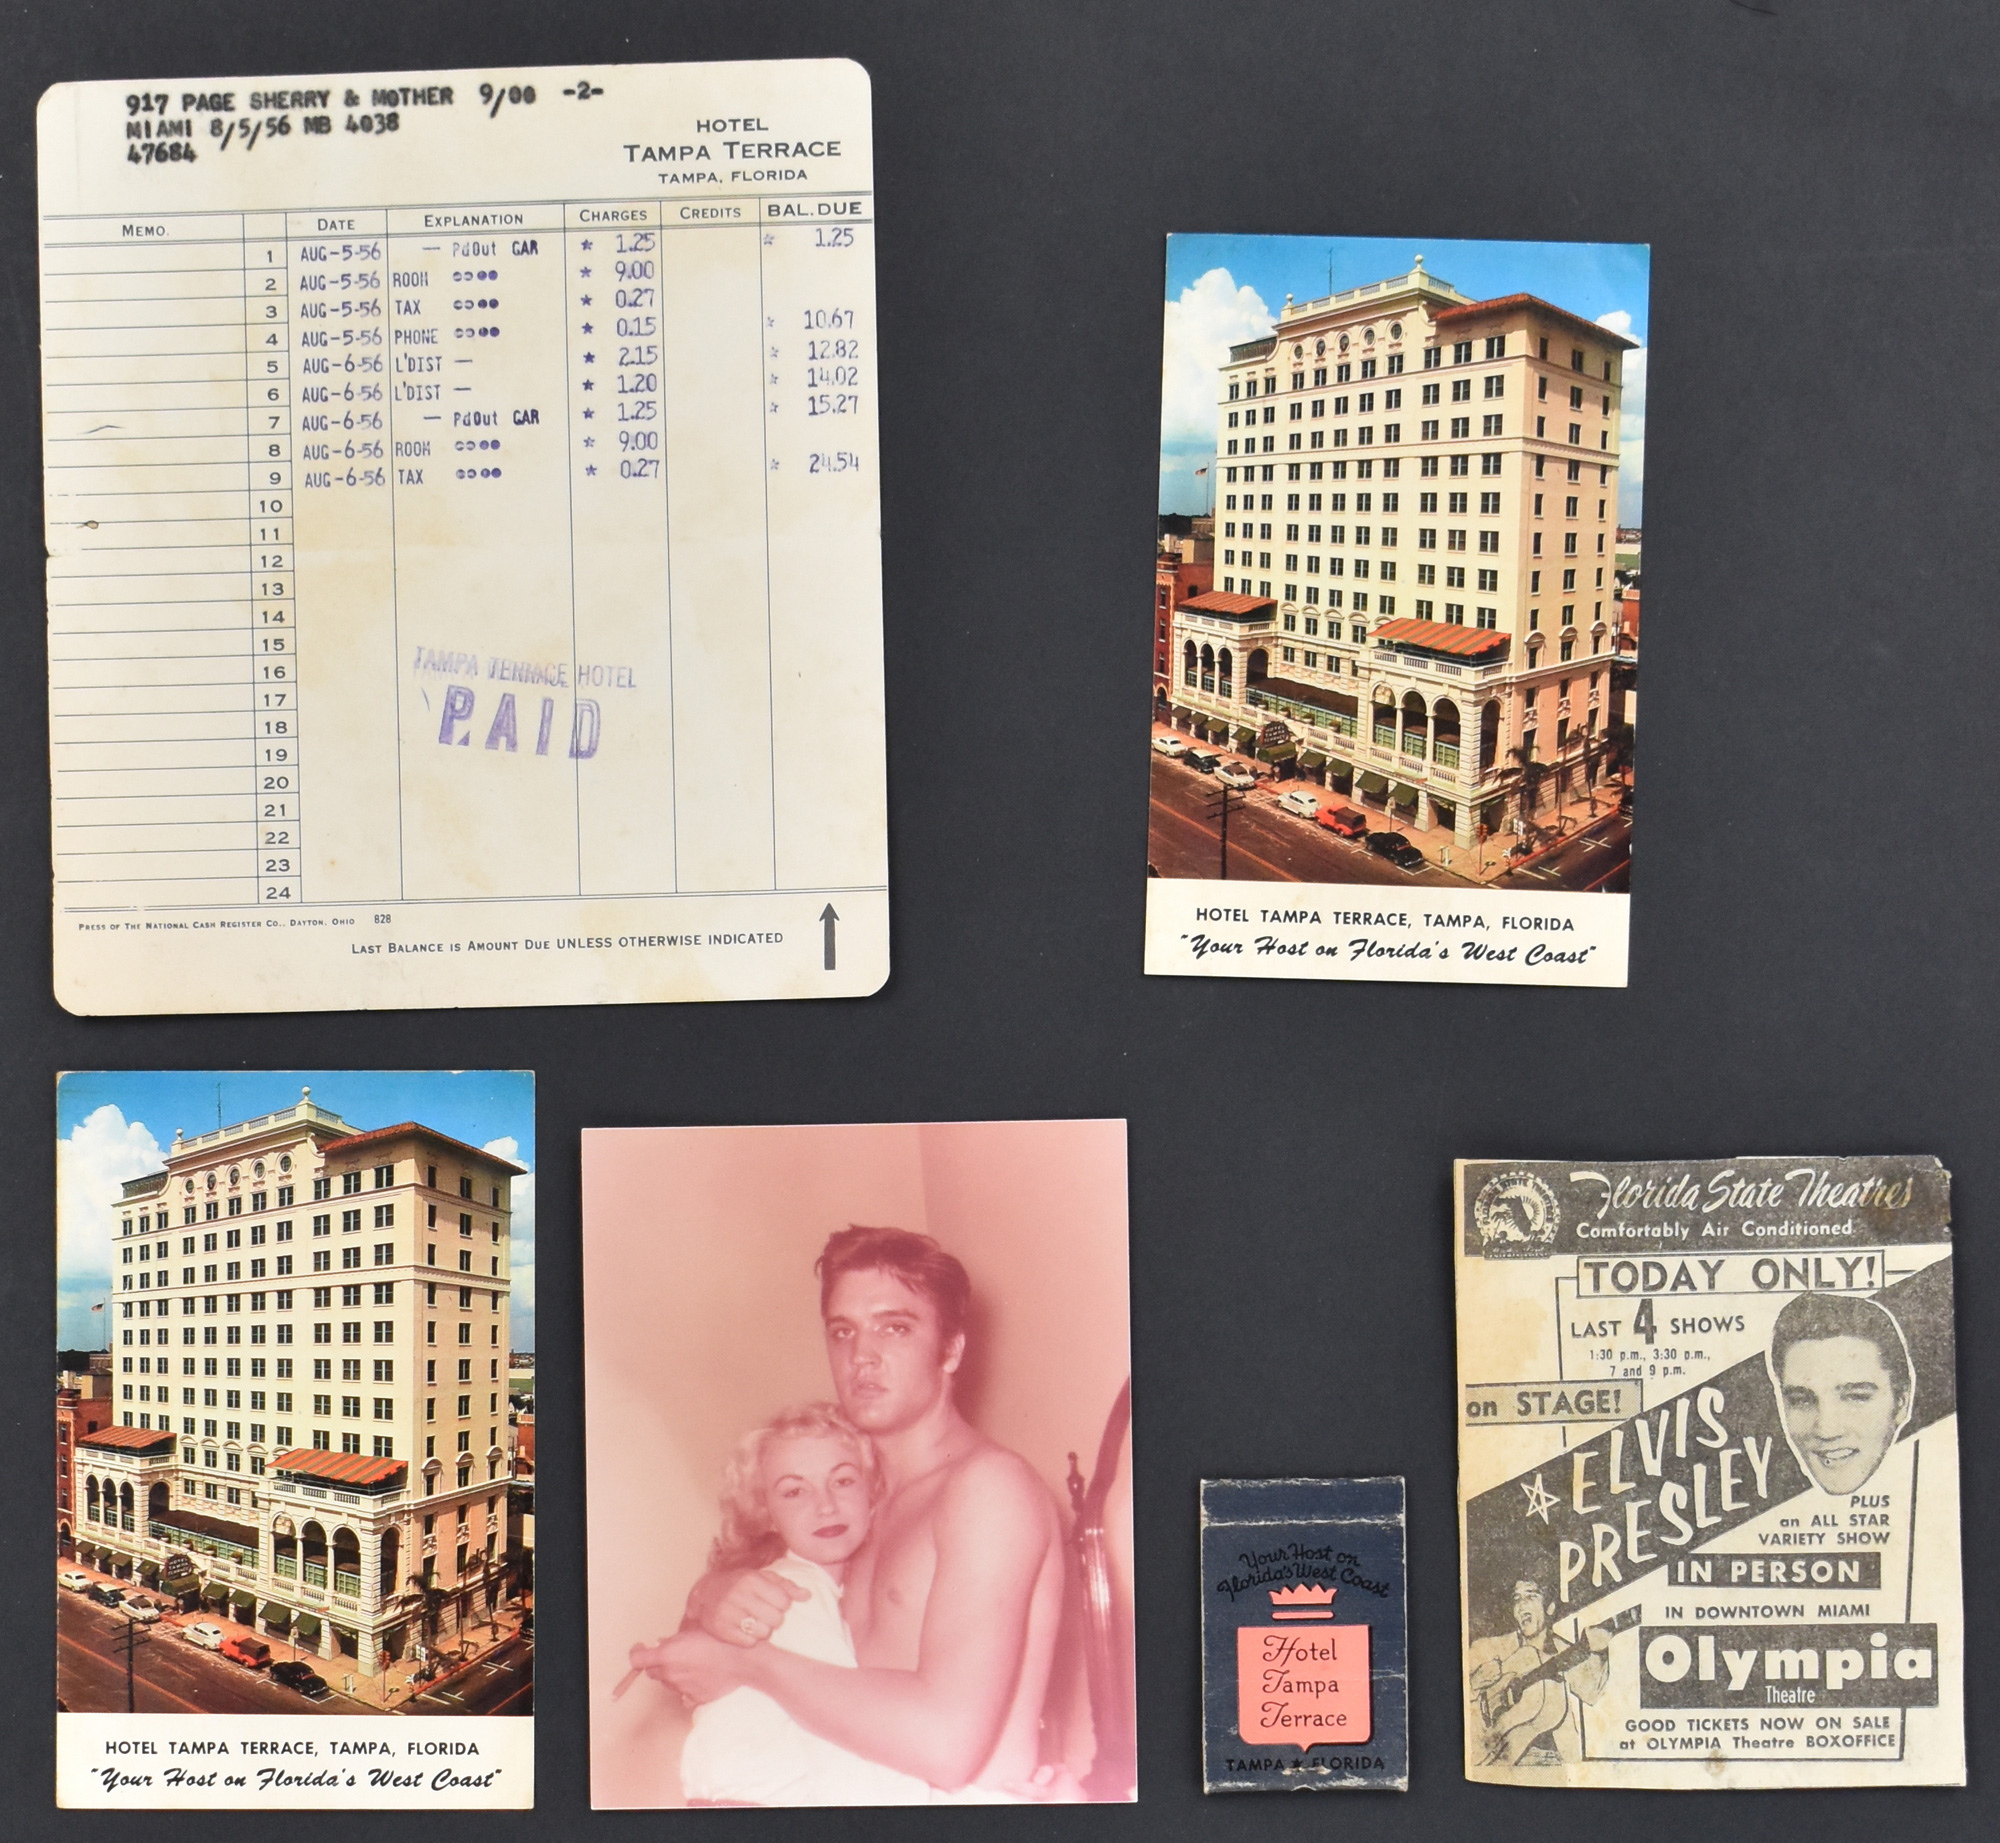 917 PAGE SHERRY & MOTHER 9/00 -2-
MIAMI 8/5/56 MB 4038
47684
HOTEL
TAMPA TERRACE
TAMPA, FLORIDA
MEMO. DATE EXPLANATION CHARGES CREDITS BAL. DUE
1 AUG-5-56 — PdOut GAR * 1.25 * 1.25
2 AUG-5-56 ROOM * 9.00
3 AUG-5-56 TAX * 0.27
4 AUG-5-56 PHONE * 0.15 * 10.67
5 AUG-6-56 L'DIST — * 2.15 * 12.82
6 AUG-6-56 L'DIST — * 1.20 * 14.02
7 AUG-6-56 — PdOut GAR * 1.25 * 15.27
8 AUG-6-56 ROOM * 9.00
9 AUG-6-56 TAX * 0.27 * 24.54
10
11
12
13
14
15
16
17
18
19
20
21
22
23
24
TAMPA TERRACE HOTEL
PAID
PRESS OF THE NATIONAL CASH REGISTER CO., DAYTON, OHIO 828
LAST BALANCE IS AMOUNT DUE UNLESS OTHERWISE INDICATED
HOTEL TAMPA TERRACE, TAMPA, FLORIDA
"Your Host on Florida's West Coast"
HOTEL TAMPA TERRACE, TAMPA, FLORIDA
"Your Host on Florida's West Coast"
Your Host on
Florida's West Coast
Hotel
Tampa
Terrace
TAMPA ★ FLORIDA
Florida State Theatres
Comfortably Air Conditioned
TODAY ONLY!
LAST 4 SHOWS
1:30 p.m., 3:30 p.m.,
7 and 9 p.m.
on STAGE!
ELVIS
PRESLEY
PLUS
an ALL STAR
VARIETY SHOW
IN PERSON
IN DOWNTOWN MIAMI
Olympia
Theatre
GOOD TICKETS NOW ON SALE
at OLYMPIA Theatre BOXOFFICE